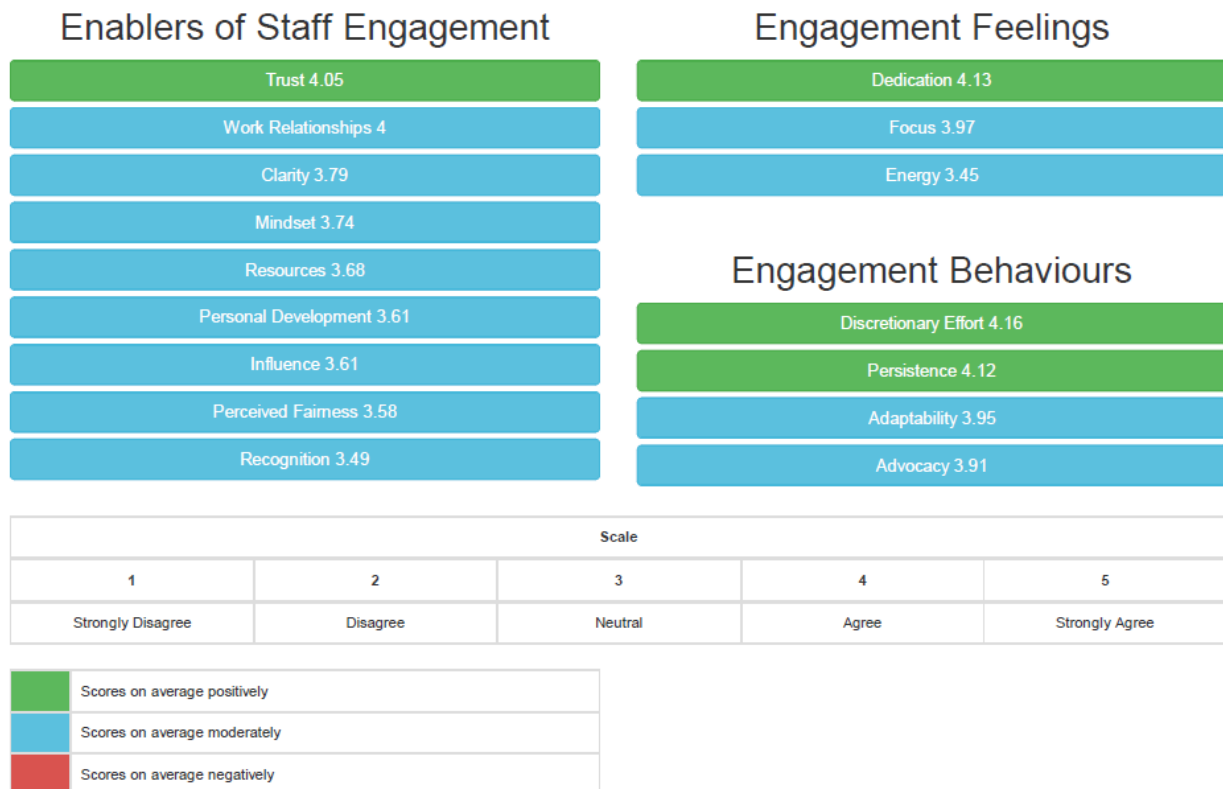 Enablers of Staff Engagement
Trust 4.05
Work Relationships 4
Clarity 3.79
Mindset 3.74
Resources 3.68
Personal Development 3.61
Influence 3.61
Perceived Fairness 3.58
Recognition 3.49
Engagement Feelings
Dedication 4.13
Focus 3.97
Energy 3.45
Engagement Behaviours
Discretionary Effort 4.16
Persistence 4.12
Adaptability 3.95
Advocacy 3.91
Scale
1 2 3 4 5
Strongly Disagree Disagree Neutral Agree Strongly Agree
Scores on average positively
Scores on average moderately
Scores on average negatively